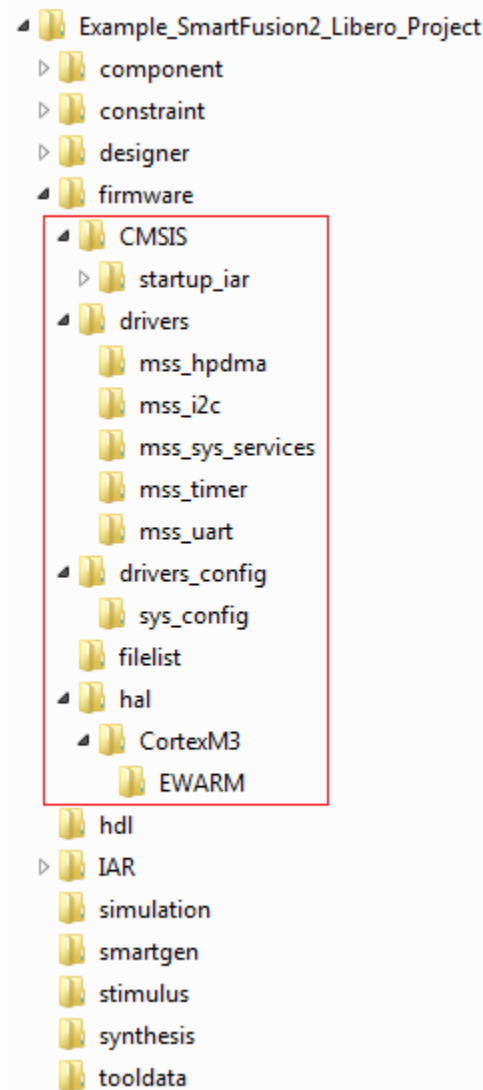 Example_SmartFusion2_Libero_Project
component
constraint
designer
firmware
CMSIS
startup_iar
drivers
mss_hpdma
mss_i2c
mss_sys_services
mss_timer
mss_uart
drivers_config
sys_config
filelist
hal
CortexM3
EWARM
hdl
IAR
simulation
smartgen
stimulus
synthesis
tooldata